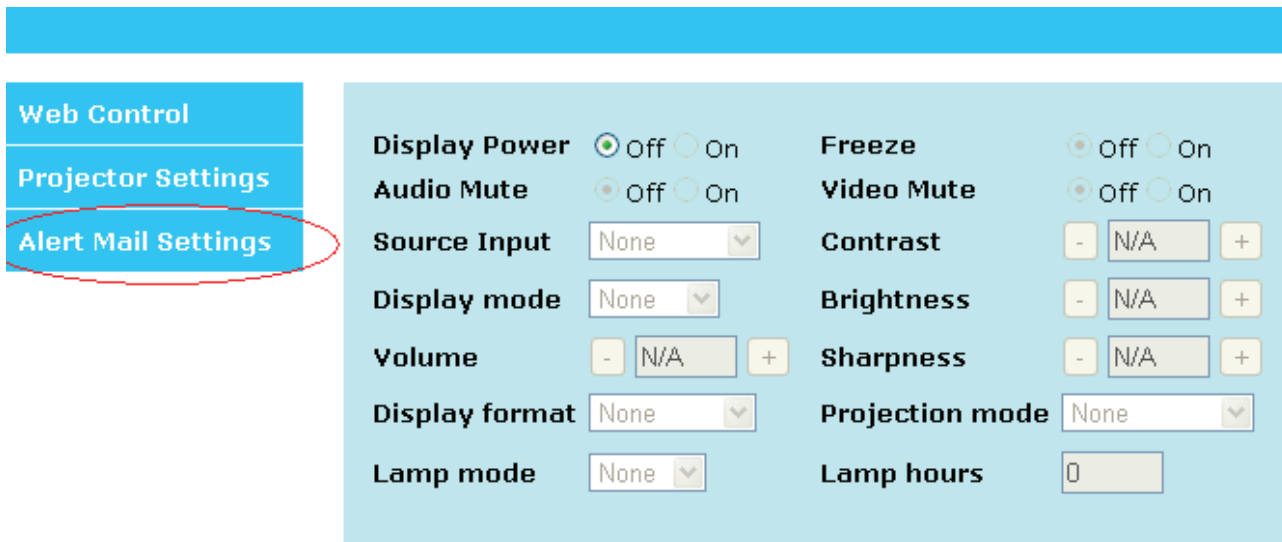 Web Control
Projector Settings
Alert Mail Settings
Display Power Off On
Audio Mute Off On
Source Input None
Display mode None
Volume - N/A +
Display format None
Lamp mode None
Freeze Off On
Video Mute Off On
Contrast - N/A +
Brightness - N/A +
Sharpness - N/A +
Projection mode None
Lamp hours 0